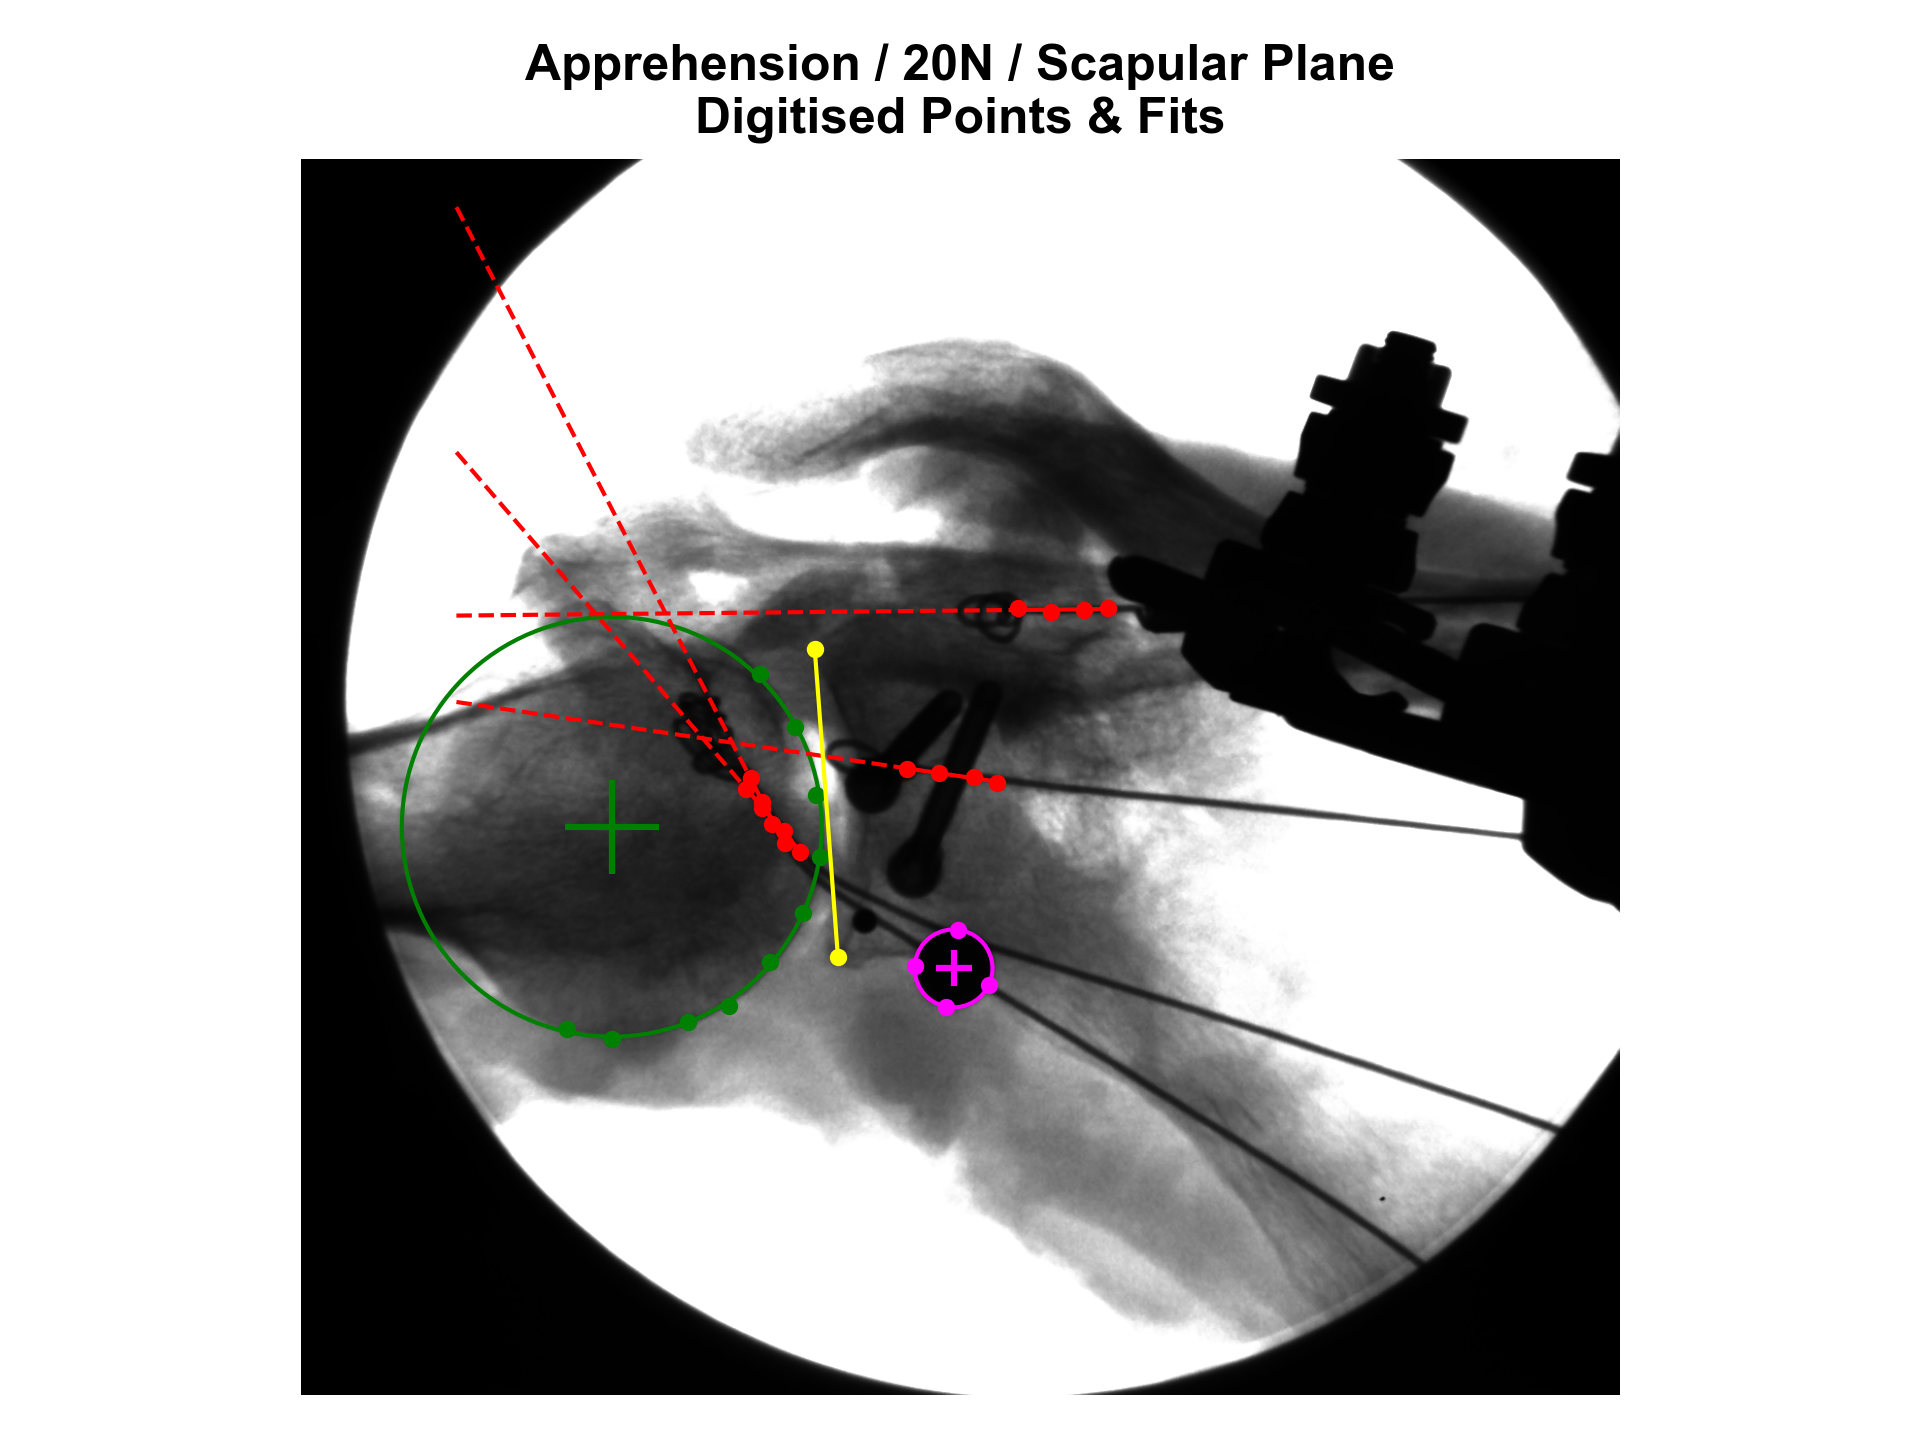 Apprehension / 20N / Scapular Plane
Digitised Points & Fits